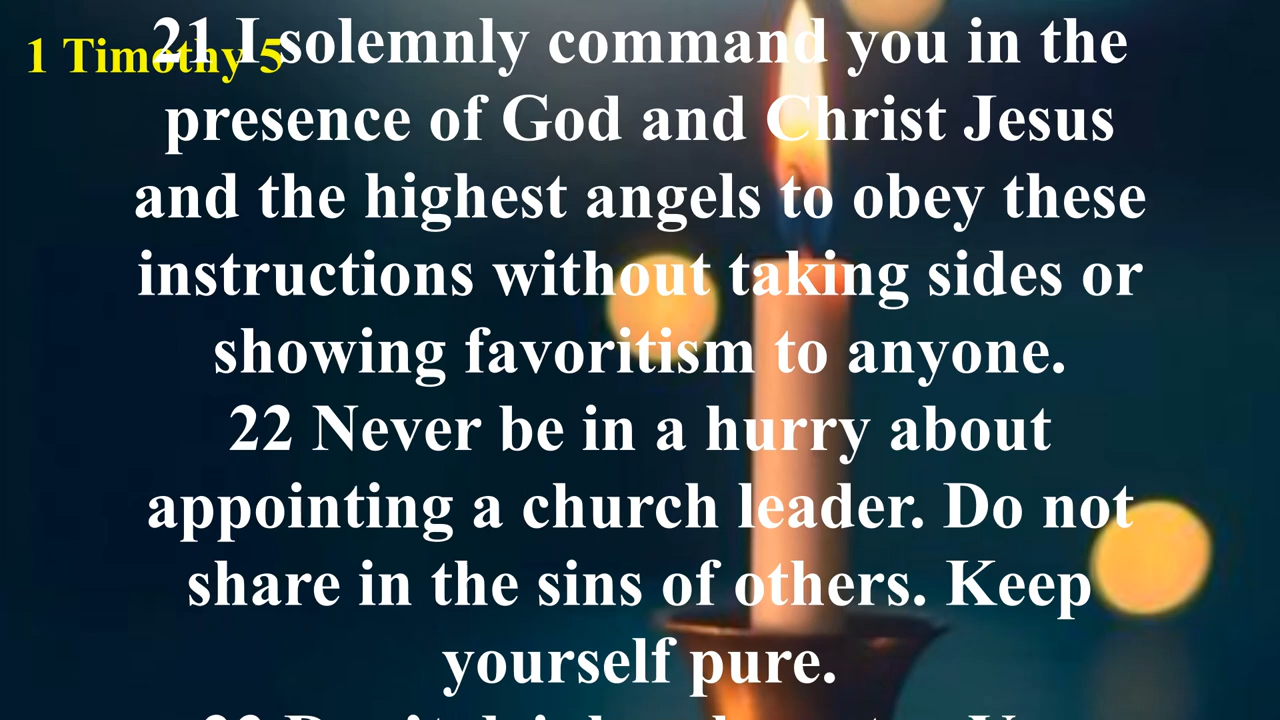 1 Timothy 5
21 I solemnly command you in the
presence of God and Christ Jesus
and the highest angels to obey these
instructions without taking sides or
showing favoritism to anyone.
22 Never be in a hurry about
appointing a church leader. Do not
share in the sins of others. Keep
yourself pure.